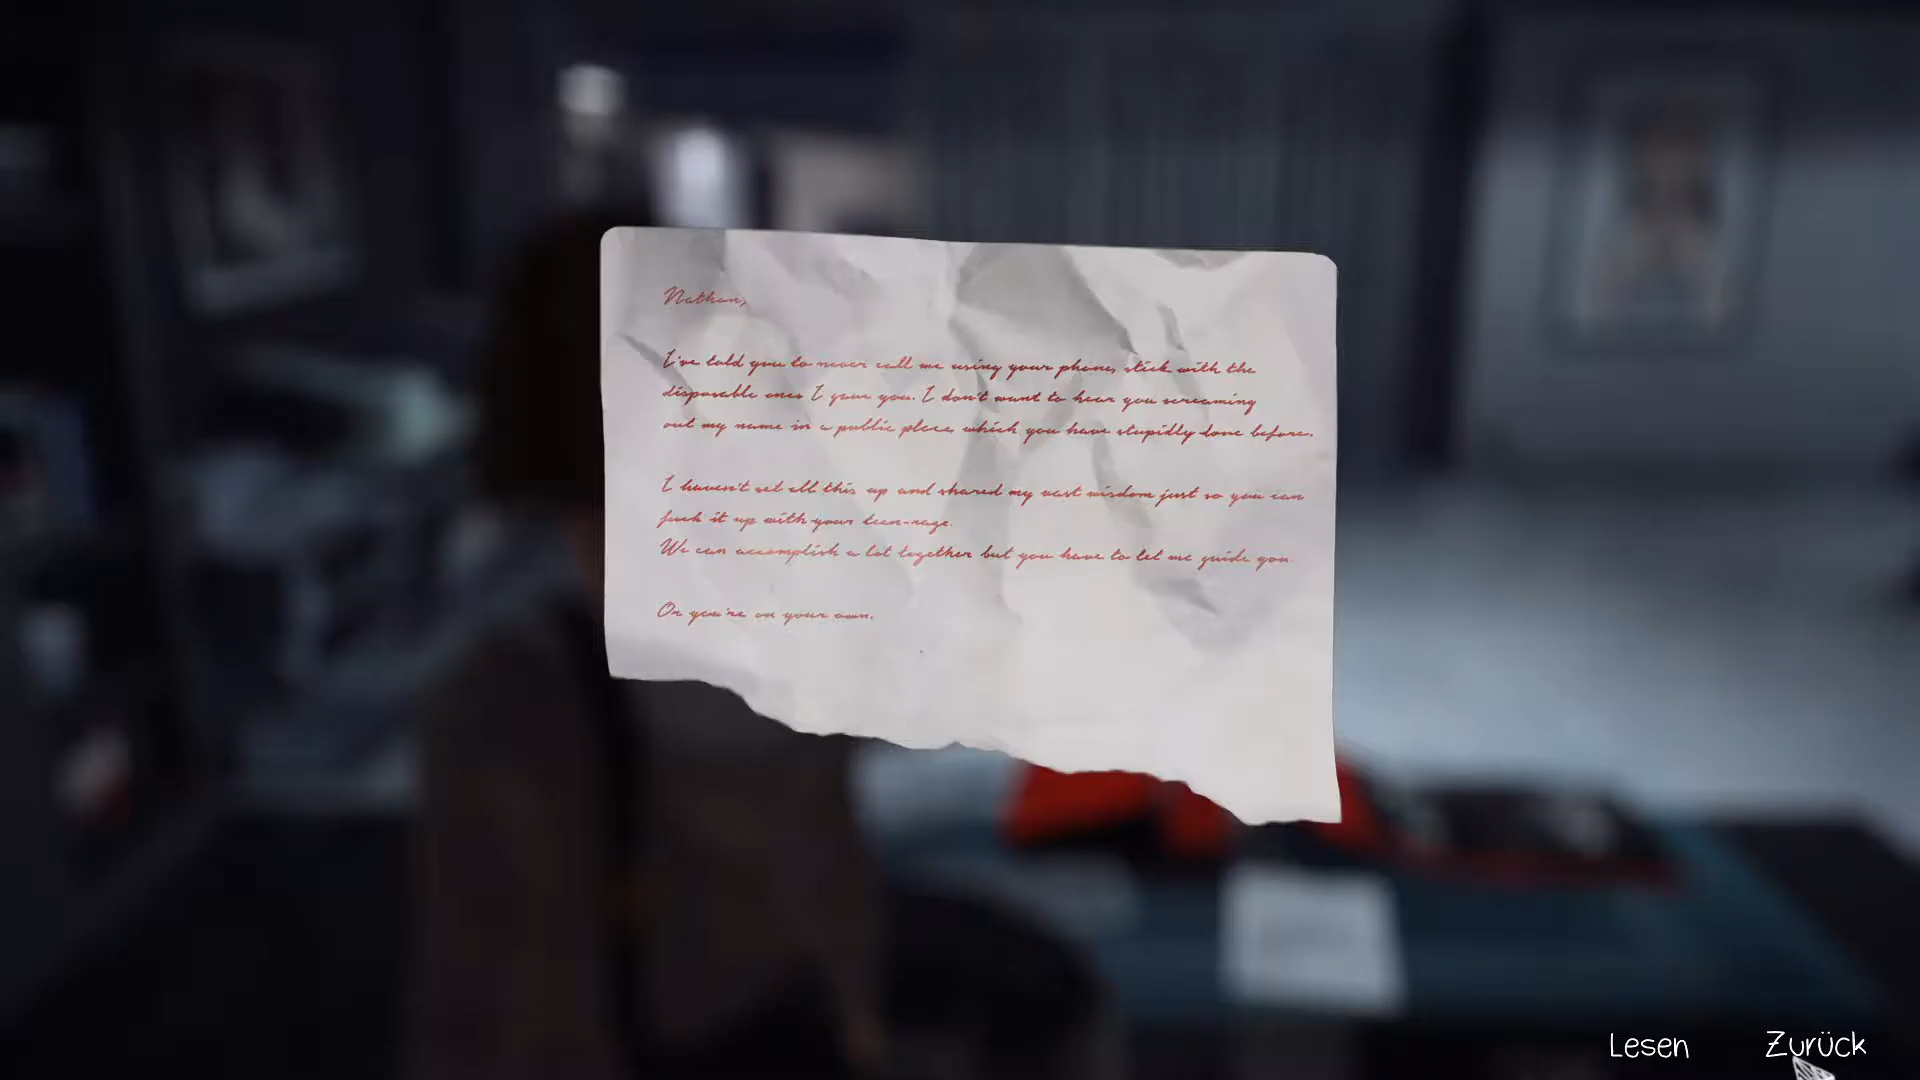 Nathan,
I've told you to never call me using your phone, stick with the
disposable ones I gave you. I don't want to hear you screaming
out my name in a public place, which you have stupidly done before.
I haven't set all this up and shared my vast wisdom just so you can
fuck it up with your teen-rage.
We can accomplish a lot together but you have to let me guide you.
Or you're on your own.
Lesen
Zurück